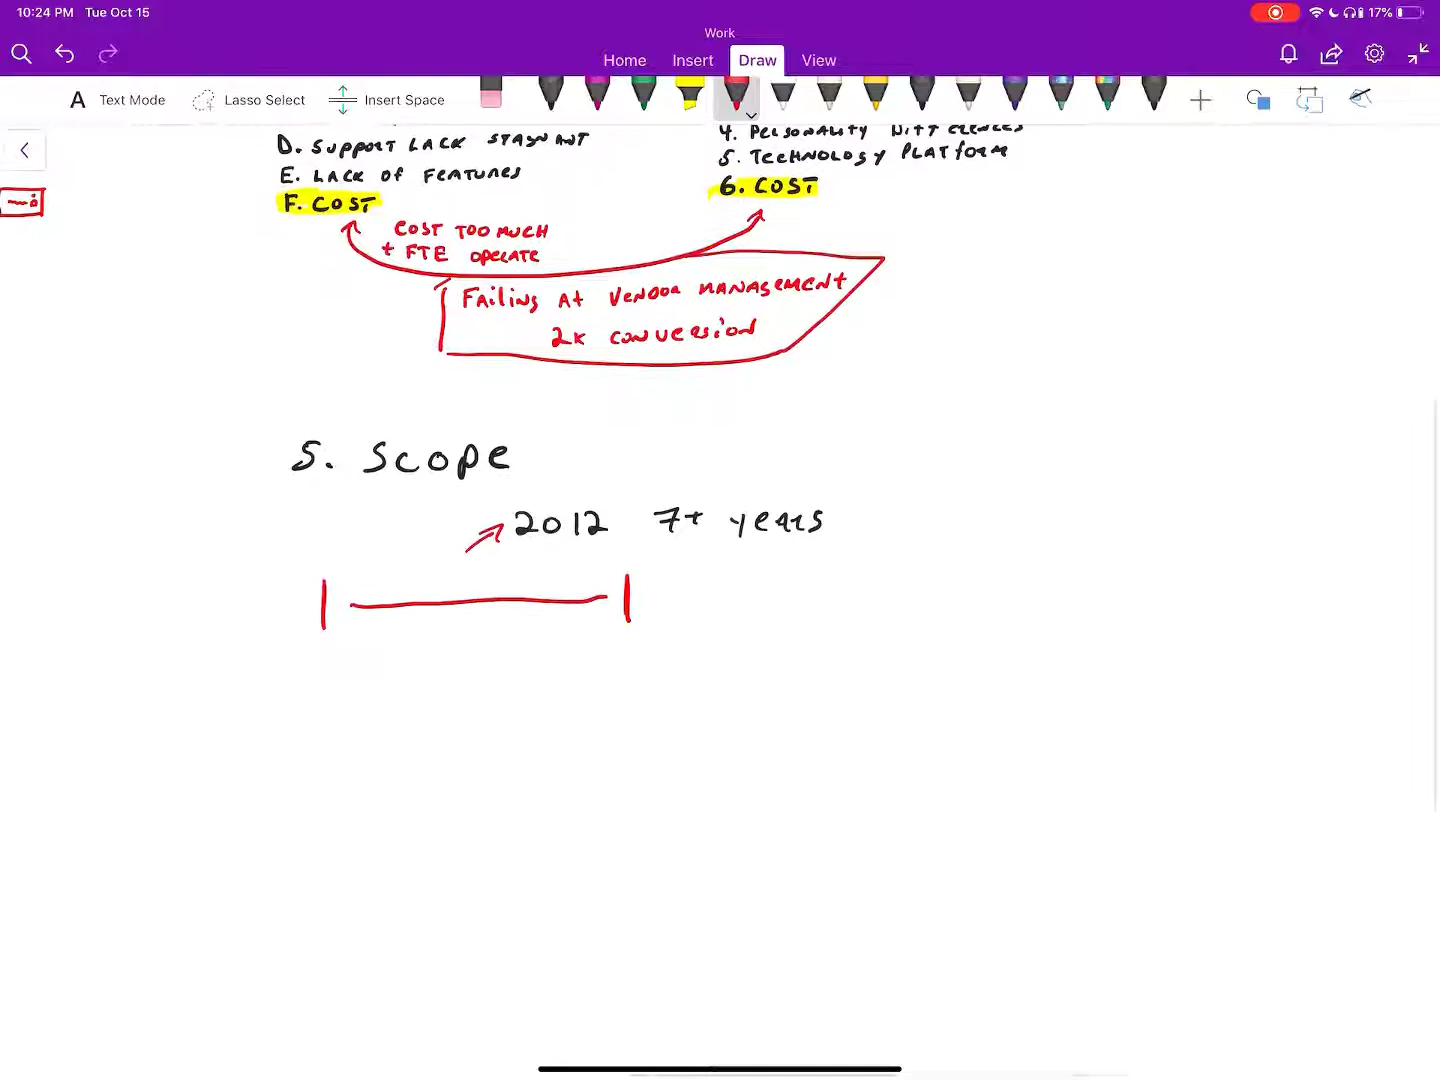 10:24 PM Tue Oct 15
17%
Work
Home Insert Draw View
A Text Mode Lasso Select Insert Space
D. SUPPORT LACK STAGNANT
E. LACK OF FEATURES
F. COST
4. PERSONALITY DIFFERENCES
5. TECHNOLOGY PLATFORM
6. COST
COST TOO MUCH
+ FTE OPERATE
FAILING AT VENDOR MANAGEMENT
2K CONVERSION
5. Scope
2012 7+ years